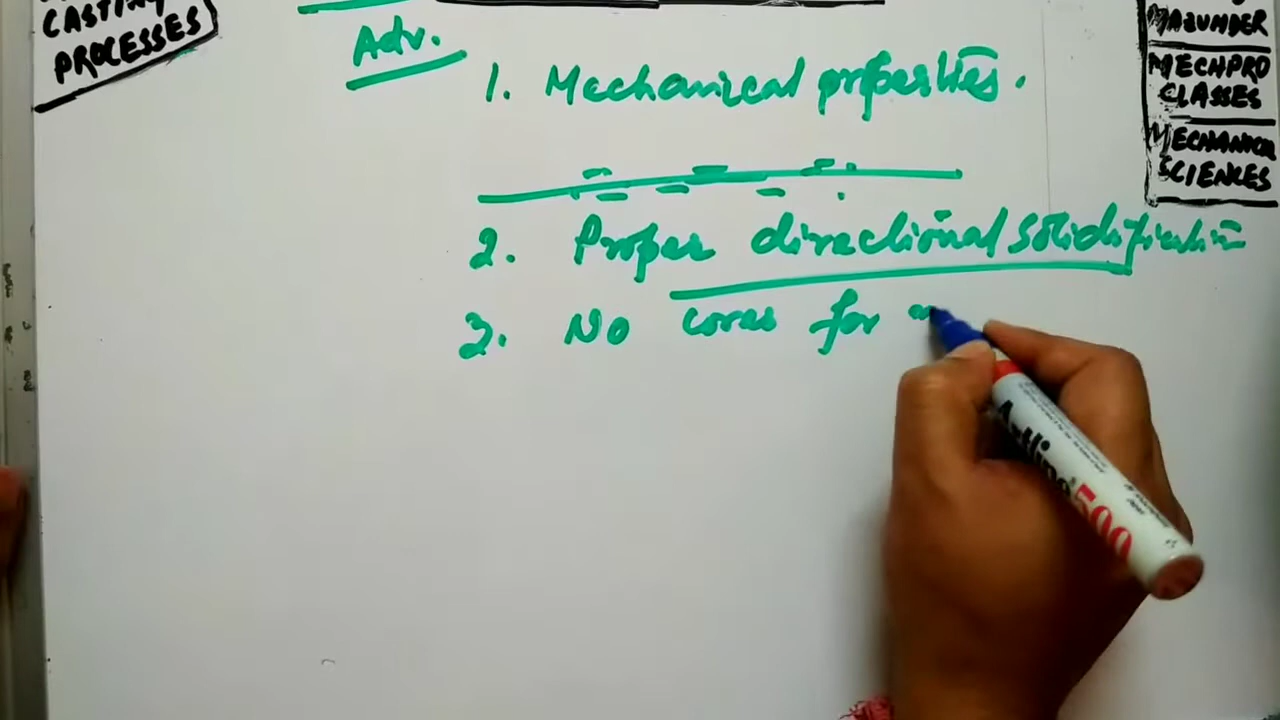 CASTING
PROCESSES
Adv.
1. Mechanical properties.
2. Proper directional solidification
3. No cores for
MAJUMDER
MECHPRO
CLASSES
MECHANICAL
SCIENCES
Artline 500